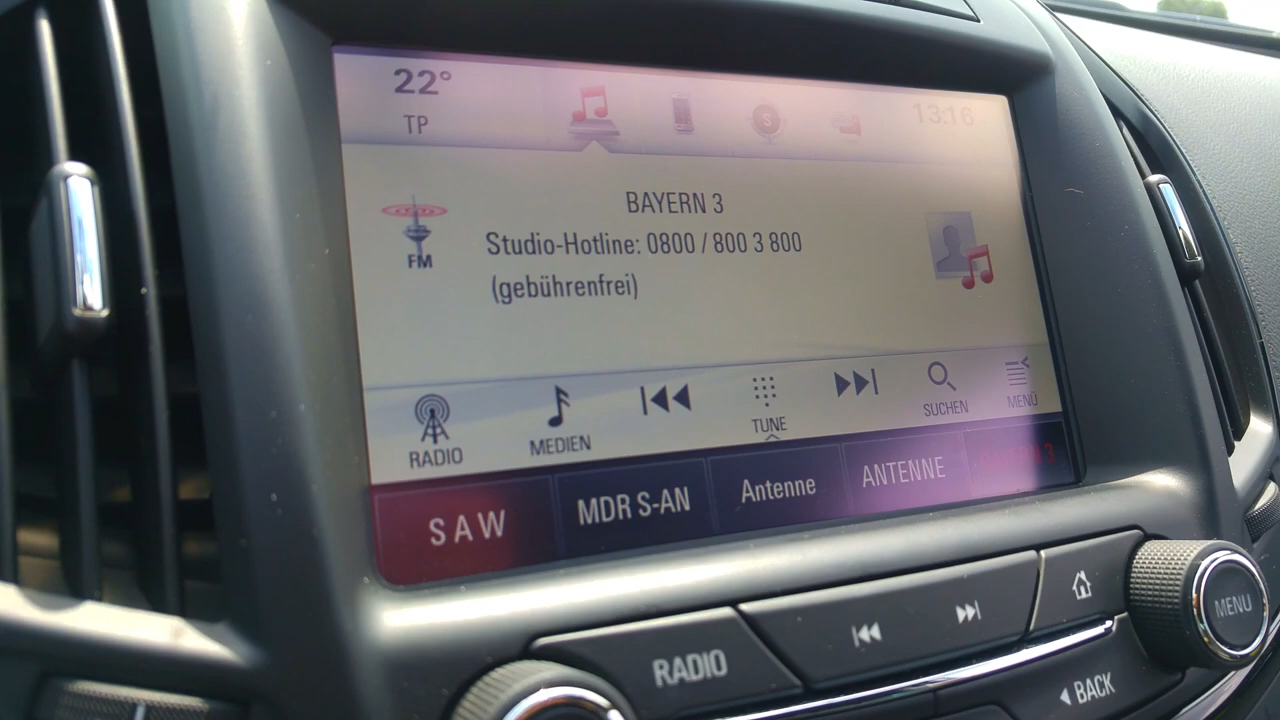 22°
13:16
TP
S
BAYERN 3
Studio-Hotline: 0800 / 800 3 800
(gebührenfrei)
FM
RADIO
MEDIEN
TUNE
SUCHEN
MENÜ
SAW
MDR S-AN
Antenne
ANTENNE
RADIO
MENU
BACK